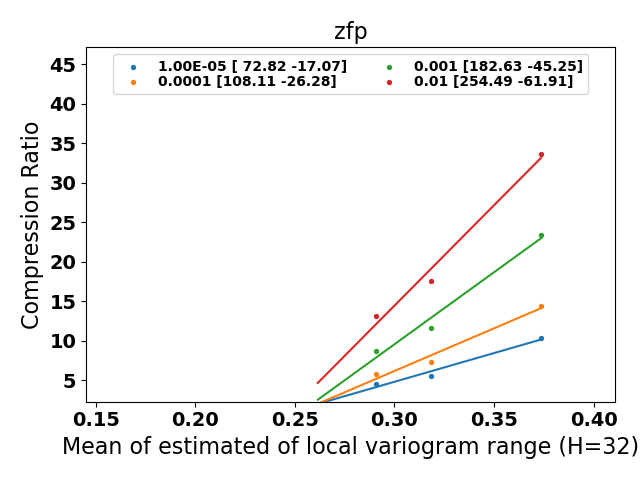 zfp
1.00E-05 [ 72.82 -17.07]
0.0001 [108.11 -26.28]
0.001 [182.63 -45.25]
0.01 [254.49 -61.91]
Compression Ratio
45
40
35
30
25
20
15
10
5
0.15 0.20 0.25 0.30 0.35 0.40
Mean of estimated of local variogram range (H=32)